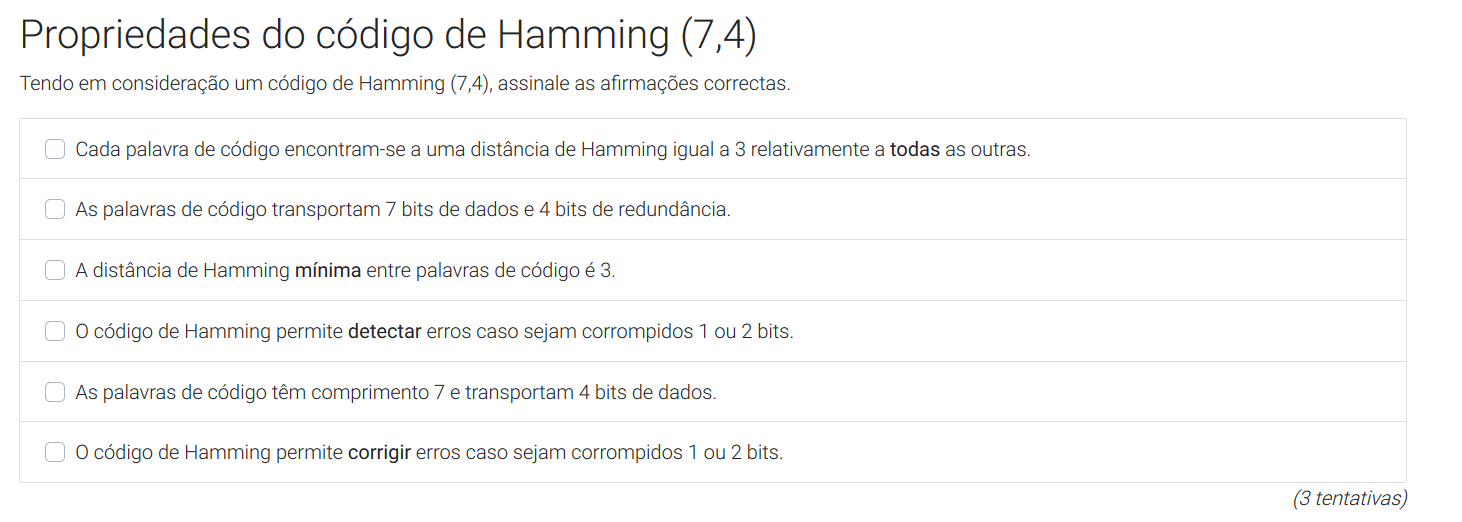 Propriedades do código de Hamming (7,4)
Tendo em consideração um código de Hamming (7,4), assinale as afirmações correctas.
Cada palavra de código encontram-se a uma distância de Hamming igual a 3 relativamente a todas as outras.
As palavras de código transportam 7 bits de dados e 4 bits de redundância.
A distância de Hamming mínima entre palavras de código é 3.
O código de Hamming permite detectar erros caso sejam corrompidos 1 ou 2 bits.
As palavras de código têm comprimento 7 e transportam 4 bits de dados.
O código de Hamming permite corrigir erros caso sejam corrompidos 1 ou 2 bits.
(3 tentativas)